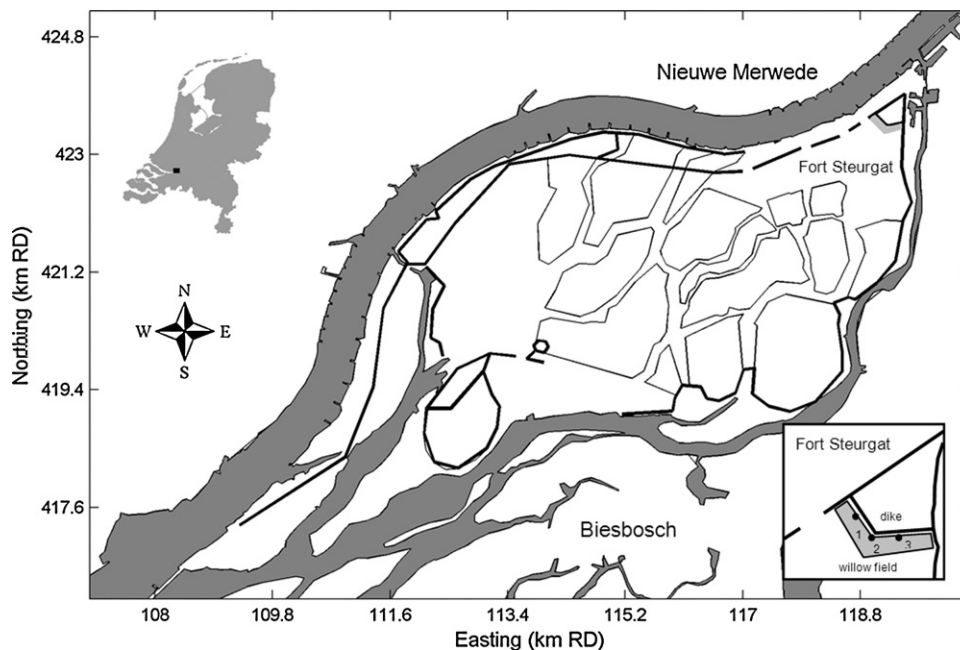 424.8
423
421.2
419.4
417.6
Northing (km RD)
108
109.8
111.6
113.4
115.2
117
118.8
Easting (km RD)
Nieuwe Merwede
Fort Steurgat
N
W
E
S
Biesbosch
Fort Steurgat
dike
1
2
3
willow field